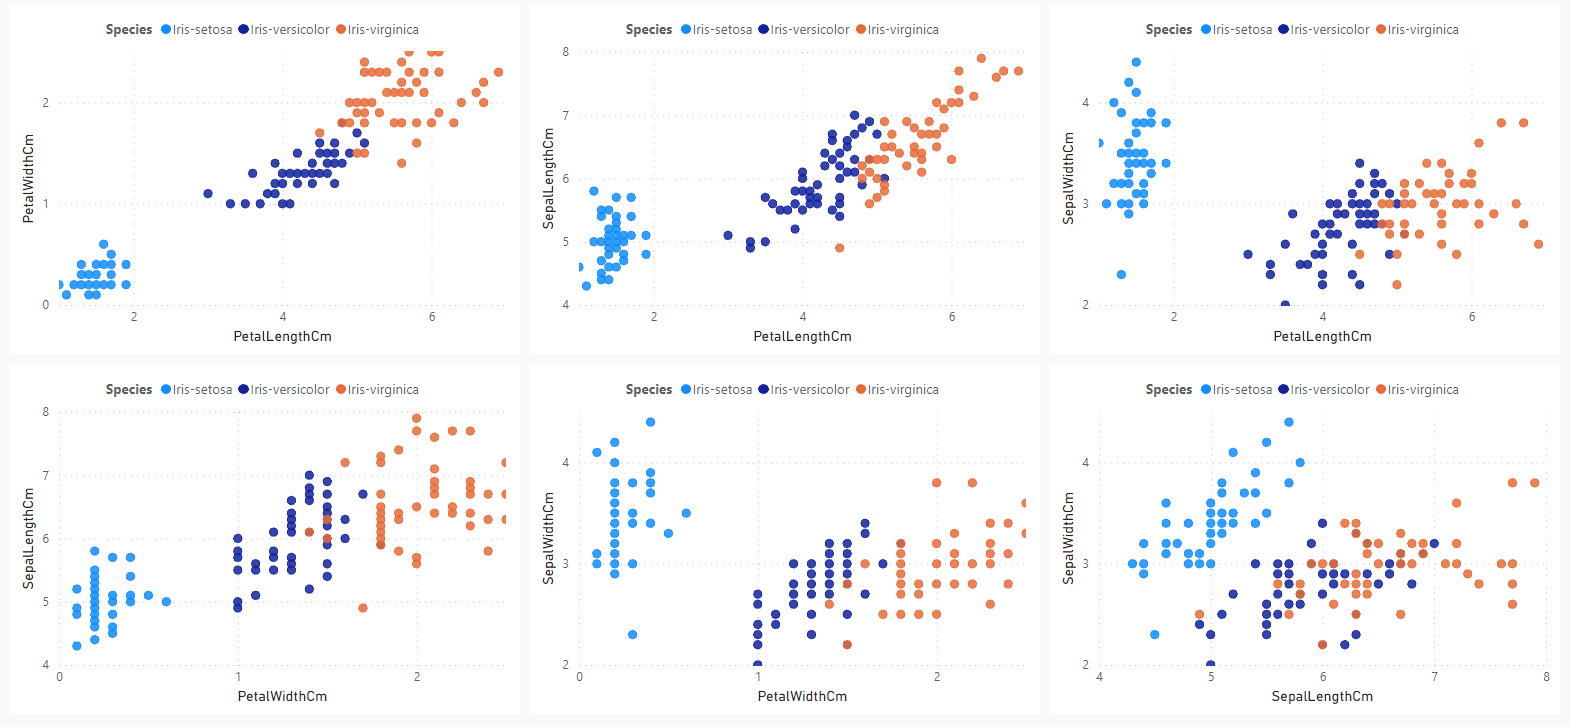 Species Iris-setosa Iris-versicolor Iris-virginica
2
1
0
PetalWidthCm
2 4 6
PetalLengthCm
Species Iris-setosa Iris-versicolor Iris-virginica
8
7
6
5
4
SepalLengthCm
2 4 6
PetalLengthCm
Species Iris-setosa Iris-versicolor Iris-virginica
4
3
2
SepalWidthCm
2 4 6
PetalLengthCm
Species Iris-setosa Iris-versicolor Iris-virginica
8
7
6
5
4
SepalLengthCm
0 1 2
PetalWidthCm
Species Iris-setosa Iris-versicolor Iris-virginica
4
3
2
SepalWidthCm
0 1 2
PetalWidthCm
Species Iris-setosa Iris-versicolor Iris-virginica
4
3
2
SepalWidthCm
4 5 6 7 8
SepalLengthCm